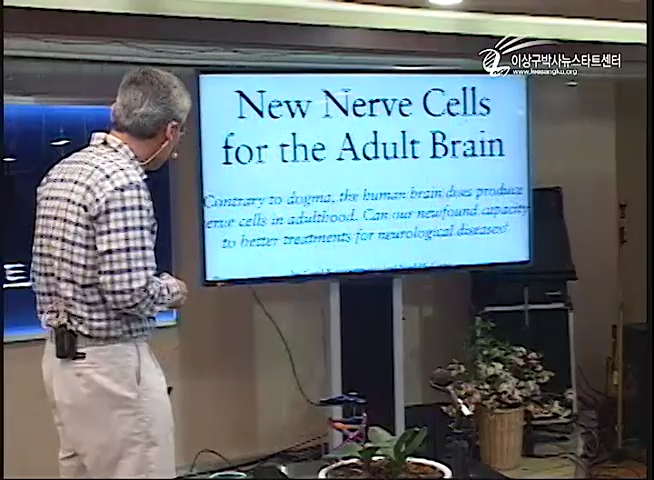 이상구박사뉴스타트센터
www.leesangku.org
New Nerve Cells
for the Adult Brain
Contrary to dogma, the human brain does produce
erve cells in adulthood. Can our newfound capacity
to better treatments for neurological diseases?